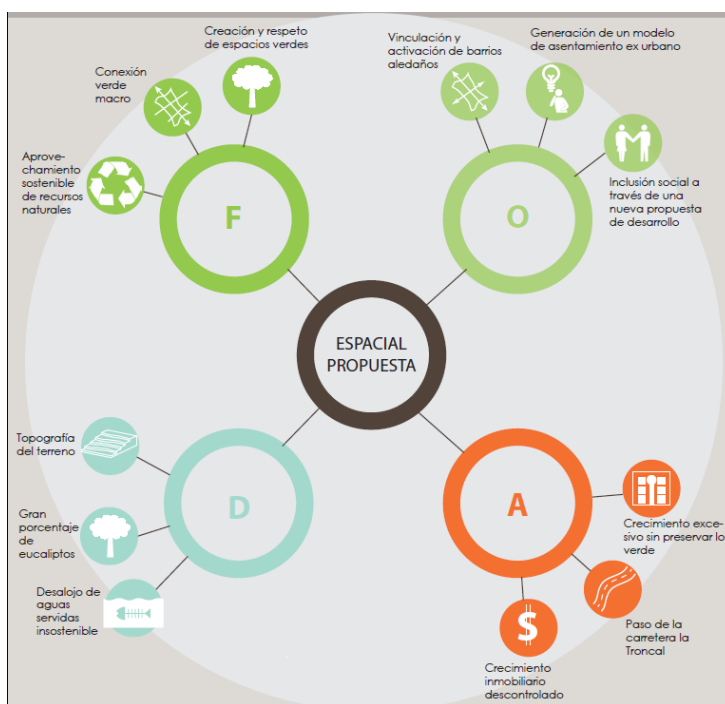 Creación y respeto
de espacios verdes
Conexión
verde
macro
Aprove-
chamiento
sostenible
de recursos
naturales
F
Vinculación y
activación de barrios
aledaños
Generación de un modelo
de asentamiento ex urbano
Inclusión social a
través de una
nueva propuesta
de desarrollo
O
ESPACIAL
PROPUESTA
Topografía
del terreno
Gran
porcentaje
de
eucaliptos
Desalojo de
aguas
servidas
insostenible
D
A
Crecimiento exce-
sivo sin preservar lo
verde
Paso de la
carretera la
Troncal
$
Crecimiento
inmobiliario
descontrolado